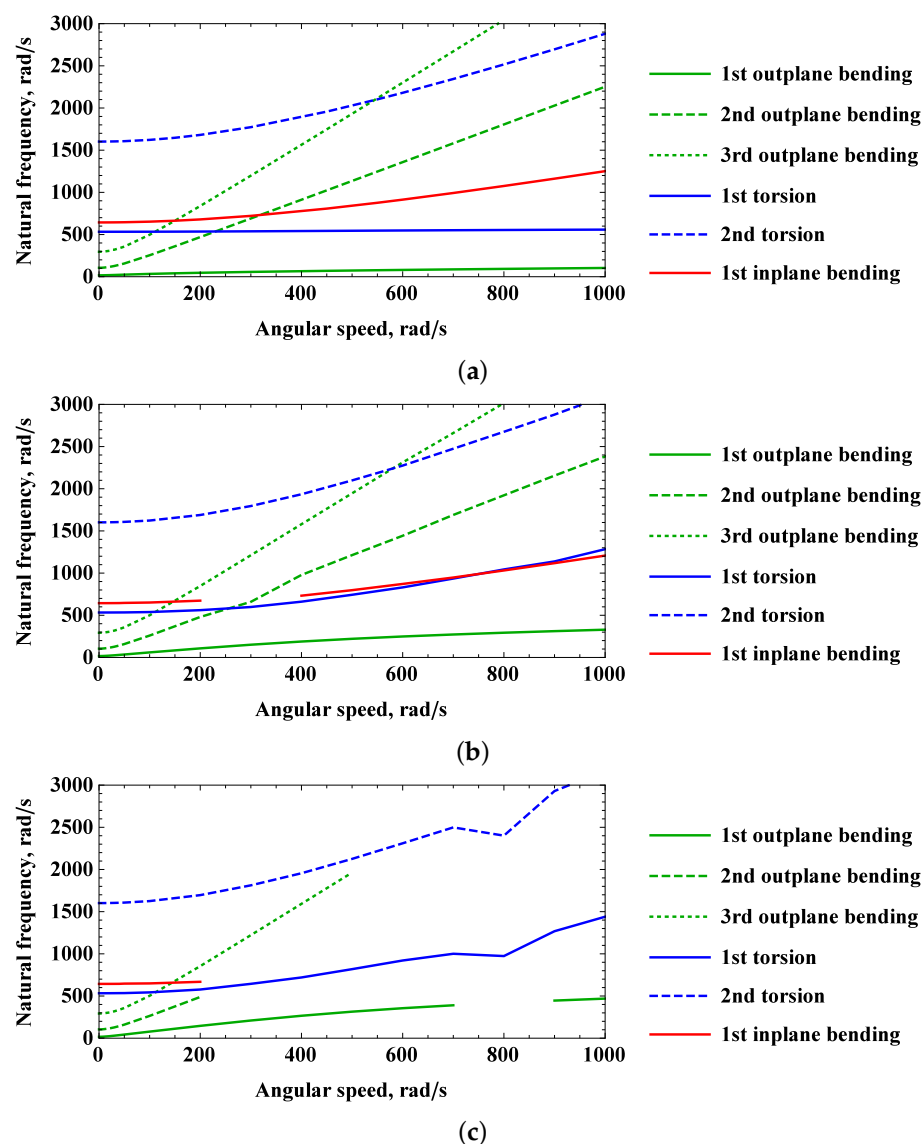 3000
2500
2000
1500
1000
500
0
Natural frequency, rad/s
0 200 400 600 800 1000
Angular speed, rad/s
1st outplane bending
2nd outplane bending
3rd outplane bending
1st torsion
2nd torsion
1st inplane bending
(a)
3000
2500
2000
1500
1000
500
0
Natural frequency, rad/s
0 200 400 600 800 1000
Angular speed, rad/s
1st outplane bending
2nd outplane bending
3rd outplane bending
1st torsion
2nd torsion
1st inplane bending
(b)
3000
2500
2000
1500
1000
500
0
Natural frequency, rad/s
0 200 400 600 800 1000
Angular speed, rad/s
1st outplane bending
2nd outplane bending
3rd outplane bending
1st torsion
2nd torsion
1st inplane bending
(c)